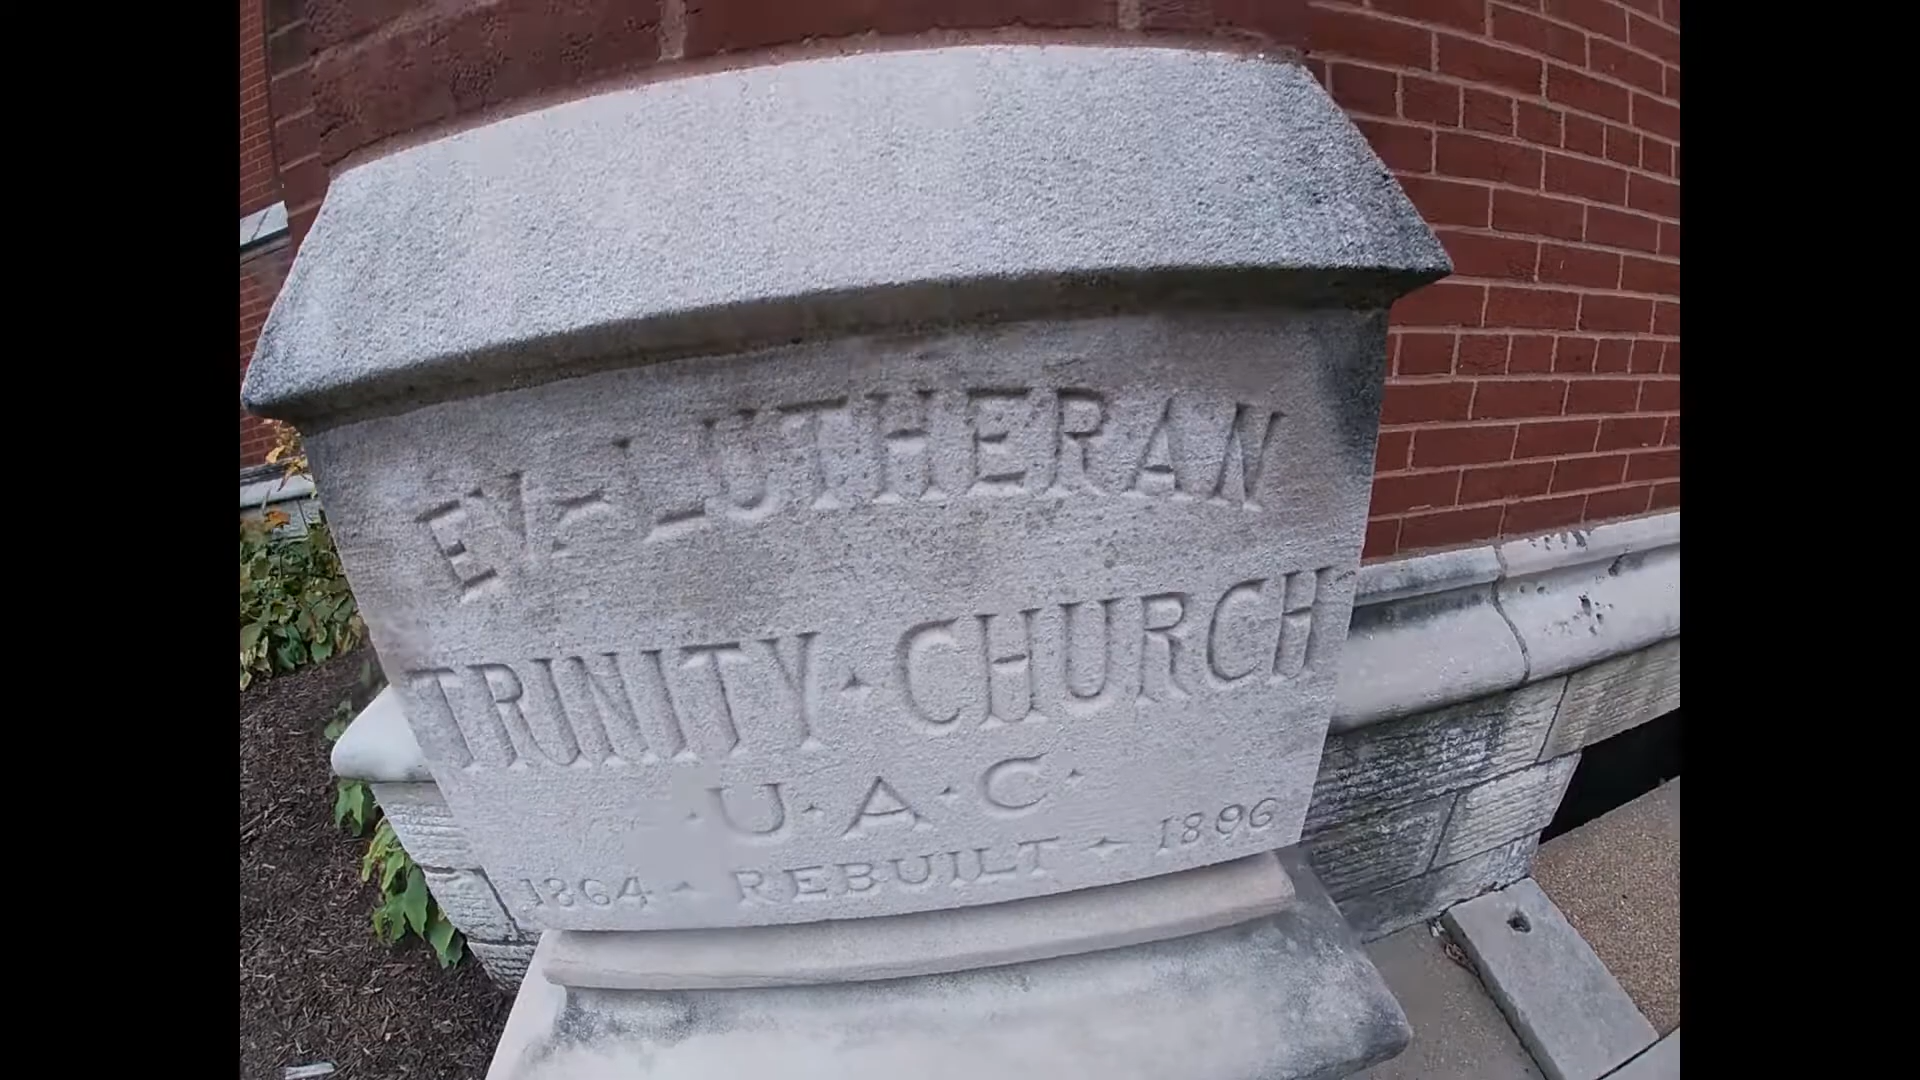 EV-LUTHERAN
TRINITY · CHURCH
· U · A · C ·
1864 · REBUILT · 1896